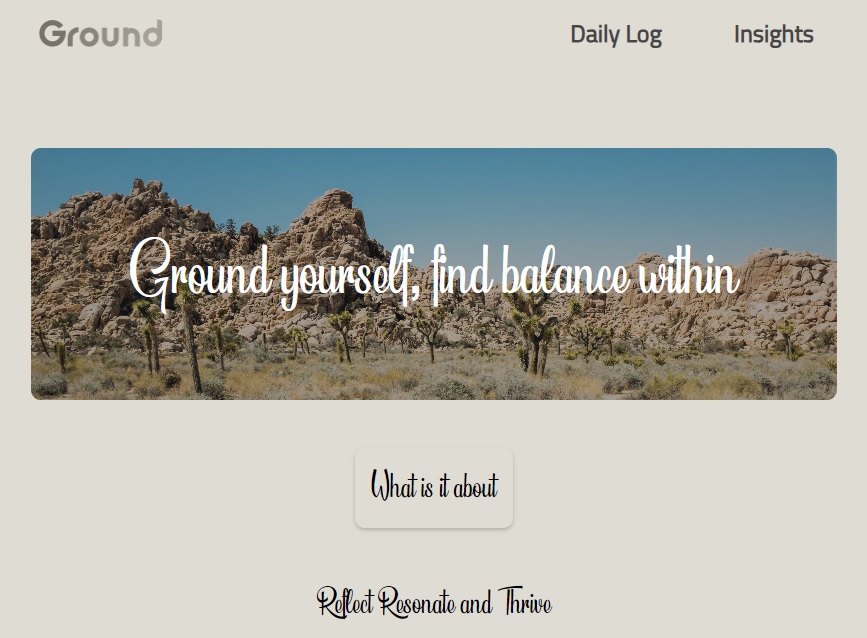 Ground
Daily Log
Insights
Ground yourself, find balance within
What is it about
Reflect Resonate and Thrive